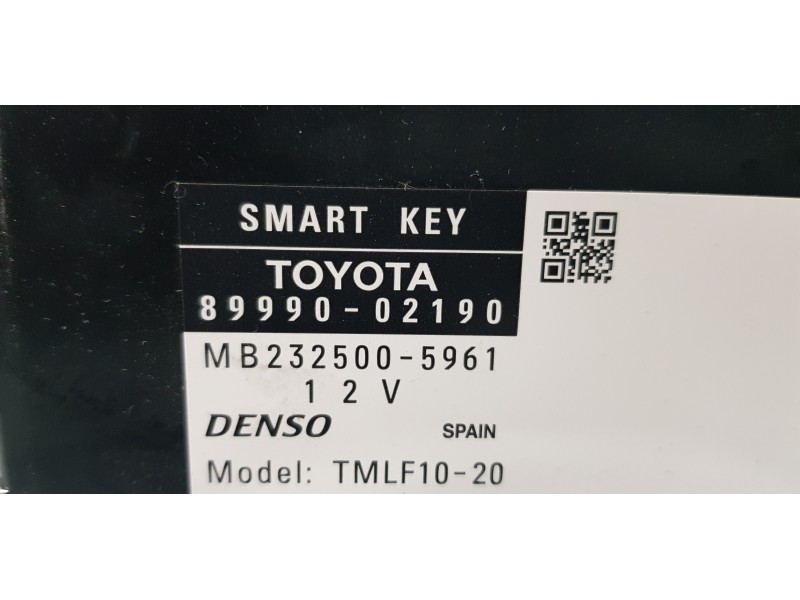 SMART KEY
TOYOTA
89990-02190
MB232500-5961
12V
DENSO SPAIN
Model: TMLF10-20